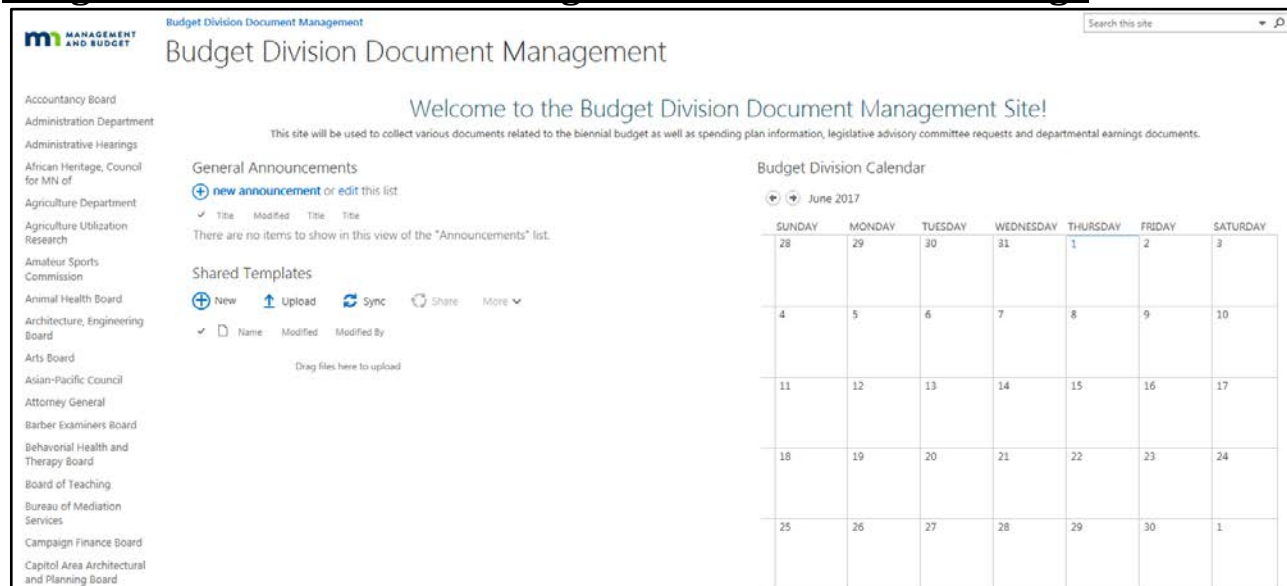 MANAGEMENT
AND BUDGET
Budget Division Document Management
Search this site
Budget Division Document Management
Accountancy Board
Administration Department
Administrative Hearings
African Heritage, Council
for MN of
Agriculture Department
Agriculture Utilization
Research
Amateur Sports
Commission
Animal Health Board
Architecture, Engineering
Board
Arts Board
Asian-Pacific Council
Attorney General
Barber Examiners Board
Behavorial Health and
Therapy Board
Board of Teaching
Bureau of Mediation
Services
Campaign Finance Board
Capitol Area Architectural
and Planning Board
Welcome to the Budget Division Document Management Site!
This site will be used to collect various documents related to the biennial budget as well as spending plan information, legislative advisory committee requests and departmental earnings documents.
General Announcements
new announcement or edit this list
Title Modified Title Title
There are no items to show in this view of the "Announcements" list.
Shared Templates
New Upload Sync Share More
Name Modified Modified By
Drag files here to upload
Budget Division Calendar
June 2017
SUNDAY MONDAY TUESDAY WEDNESDAY THURSDAY FRIDAY SATURDAY
28 29 30 31 1 2 3
4 5 6 7 8 9 10
11 12 13 14 15 16 17
18 19 20 21 22 23 24
25 26 27 28 29 30 1